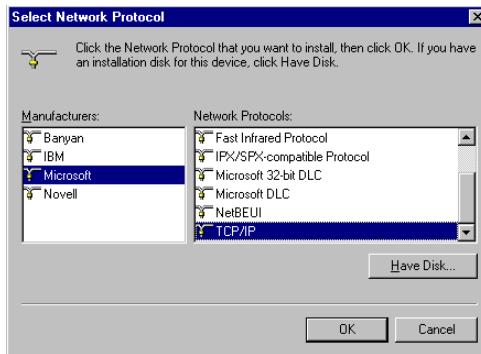 Select Network Protocol
Click the Network Protocol that you want to install, then click OK. If you have
an installation disk for this device, click Have Disk.
Manufacturers:
Banyan
IBM
Microsoft
Novell
Network Protocols:
Fast Infrared Protocol
IPX/SPX-compatible Protocol
Microsoft 32-bit DLC
Microsoft DLC
NetBEUI
TCP/IP
Have Disk...
OK
Cancel